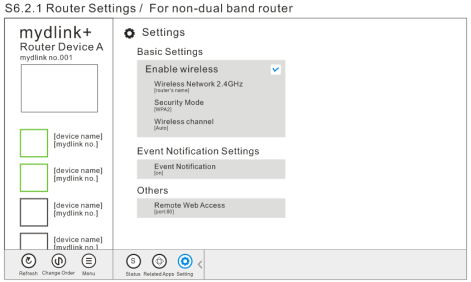 S6.2.1 Router Settings / For non-dual band router
mydlink+
Router Device A
mydlink no.001
[device name]
[mydlink no.]
[device name]
[mydlink no.]
[device name]
[mydlink no.]
[device name]
[mydlink no.]
Refresh Change Order Menu
Settings
Basic Settings
Enable wireless
Wireless Network 2.4GHz
[router's name]
Security Mode
[WPA2]
Wireless channel
[Auto]
Event Notification Settings
Event Notification
[on]
Others
Remote Web Access
[port:80]
S
Status Related Apps Setting